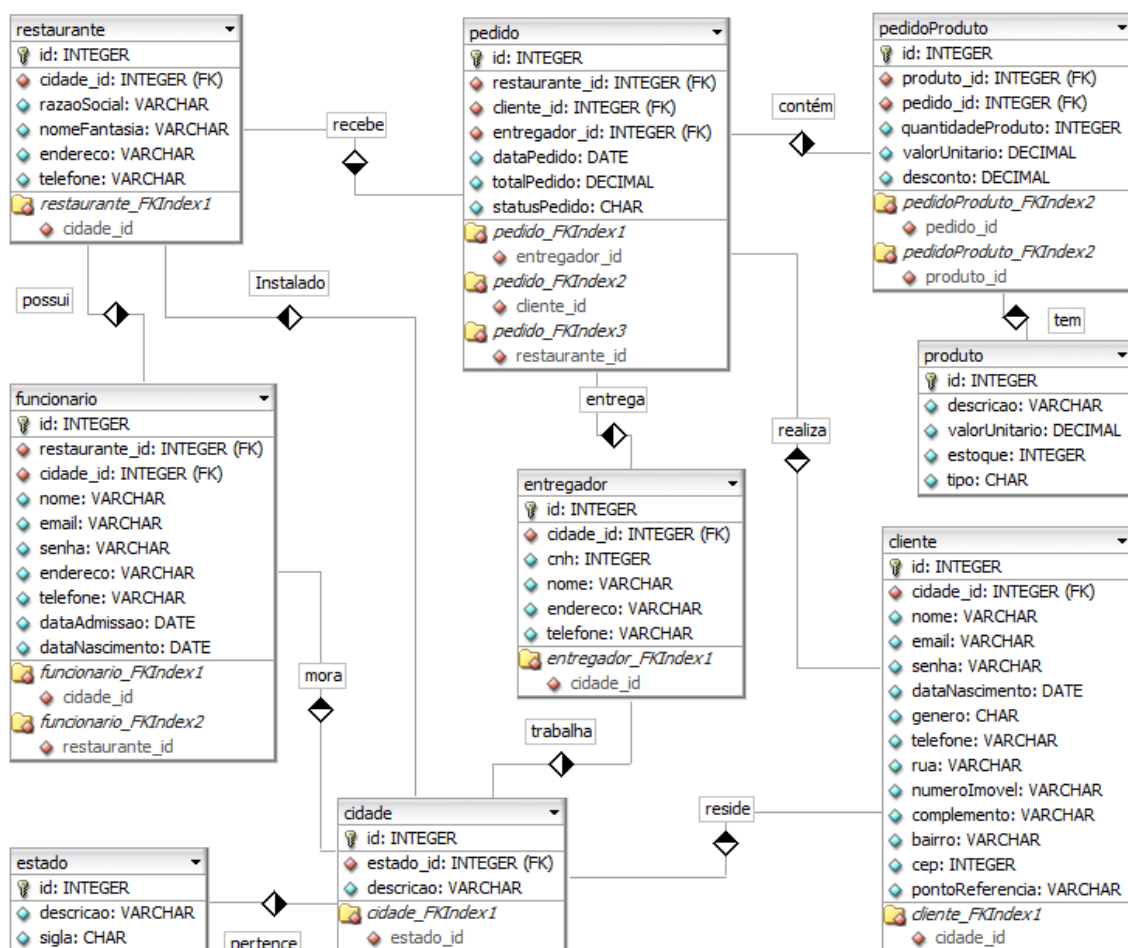 restaurante
id: INTEGER
cidade_id: INTEGER (FK)
razaoSocial: VARCHAR
nomeFantasia: VARCHAR
endereco: VARCHAR
telefone: VARCHAR
restaurante_FKIndex1
cidade_id
recebe
pedido
id: INTEGER
restaurante_id: INTEGER (FK)
cliente_id: INTEGER (FK)
entregador_id: INTEGER (FK)
dataPedido: DATE
totalPedido: DECIMAL
statusPedido: CHAR
pedido_FKIndex1
entregador_id
pedido_FKIndex2
cliente_id
pedido_FKIndex3
restaurante_id
contém
pedidoProduto
id: INTEGER
produto_id: INTEGER (FK)
pedido_id: INTEGER (FK)
quantidadeProduto: INTEGER
valorUnitario: DECIMAL
desconto: DECIMAL
pedidoProduto_FKIndex2
pedido_id
pedidoProduto_FKIndex2
produto_id
possui
Instalado
tem
produto
id: INTEGER
descricao: VARCHAR
valorUnitario: DECIMAL
estoque: INTEGER
tipo: CHAR
funcionario
id: INTEGER
restaurante_id: INTEGER (FK)
cidade_id: INTEGER (FK)
nome: VARCHAR
email: VARCHAR
senha: VARCHAR
endereco: VARCHAR
telefone: VARCHAR
dataAdmissao: DATE
dataNascimento: DATE
funcionario_FKIndex1
cidade_id
funcionario_FKIndex2
restaurante_id
entrega
realiza
entregador
id: INTEGER
cidade_id: INTEGER (FK)
cnh: INTEGER
nome: VARCHAR
endereco: VARCHAR
telefone: VARCHAR
entregador_FKIndex1
cidade_id
cliente
id: INTEGER
cidade_id: INTEGER (FK)
nome: VARCHAR
email: VARCHAR
senha: VARCHAR
dataNascimento: DATE
genero: CHAR
telefone: VARCHAR
rua: VARCHAR
numeroImovel: VARCHAR
complemento: VARCHAR
bairro: VARCHAR
cep: INTEGER
pontoReferencia: VARCHAR
cliente_FKIndex1
cidade_id
mora
trabalha
reside
cidade
id: INTEGER
estado_id: INTEGER (FK)
descricao: VARCHAR
cidade_FKIndex1
estado_id
estado
id: INTEGER
descricao: VARCHAR
sigla: CHAR
pertence